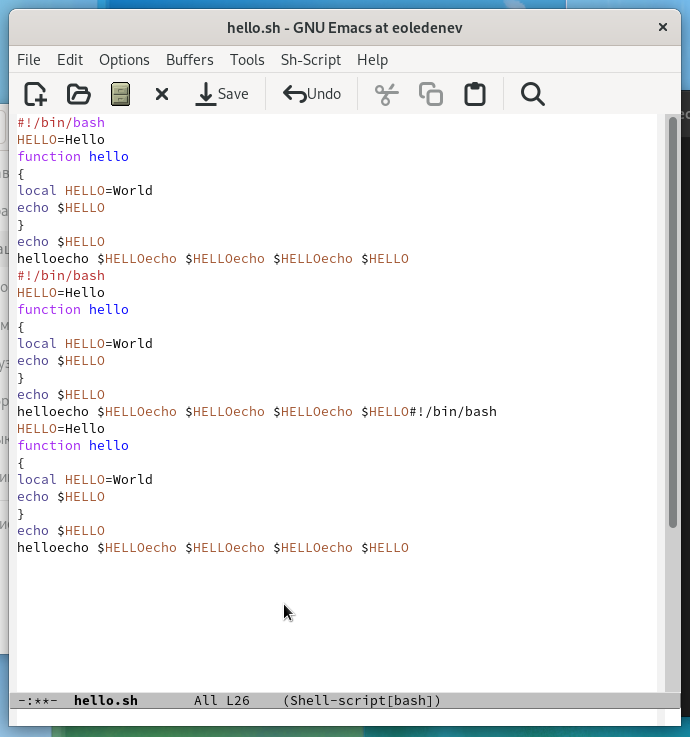 hello.sh - GNU Emacs at eoledenev
File Edit Options Buffers Tools Sh-Script Help
Save Undo
#!/bin/bash
HELLO=Hello
function hello
{
local HELLO=World
echo $HELLO
}
echo $HELLO
helloecho $HELLOecho $HELLOecho $HELLOecho $HELLO
#!/bin/bash
HELLO=Hello
function hello
{
local HELLO=World
echo $HELLO
}
echo $HELLO
helloecho $HELLOecho $HELLOecho $HELLOecho $HELLO#!/bin/bash
HELLO=Hello
function hello
{
local HELLO=World
echo $HELLO
}
echo $HELLO
helloecho $HELLOecho $HELLOecho $HELLOecho $HELLO
-:**- hello.sh All L26 (Shell-script[bash])